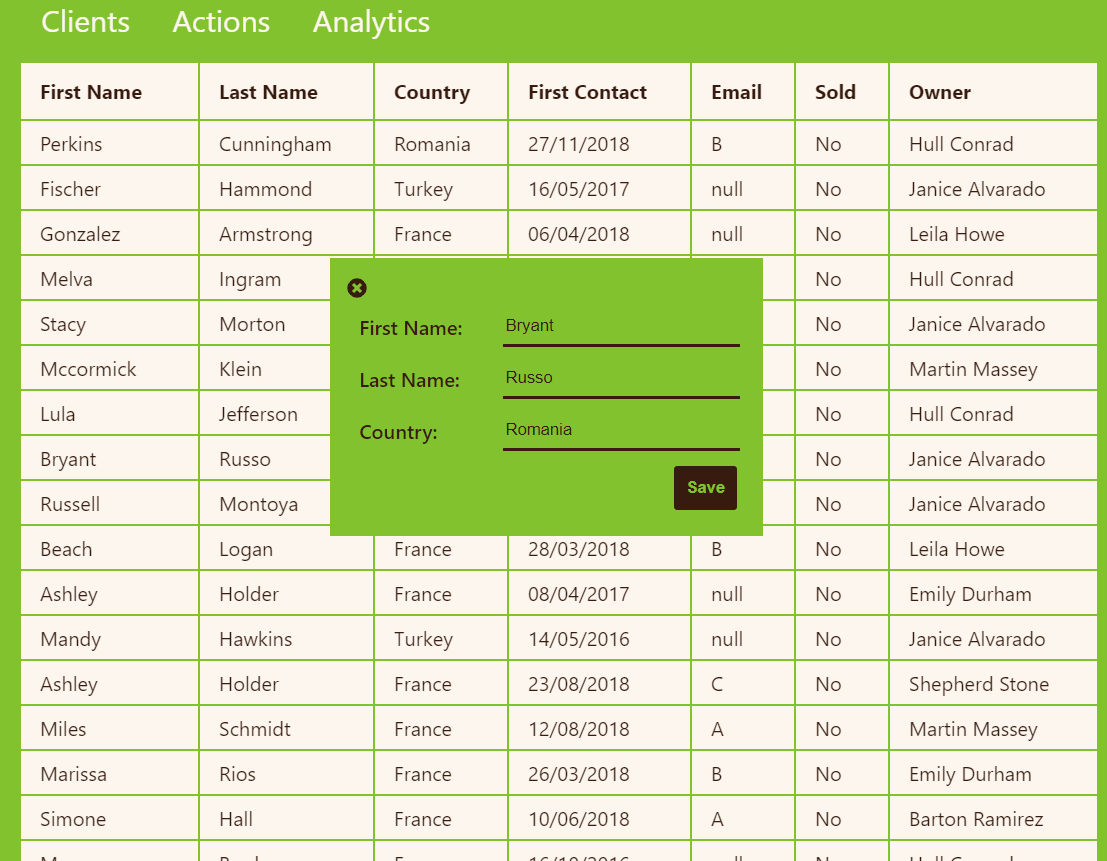 Clients Actions Analytics
First Name Last Name Country First Contact Email Sold Owner
Perkins Cunningham Romania 27/11/2018 B No Hull Conrad
Fischer Hammond Turkey 16/05/2017 null No Janice Alvarado
Gonzalez Armstrong France 06/04/2018 null No Leila Howe
Melva Ingram No Hull Conrad
Stacy Morton No Janice Alvarado
Mccormick Klein No Martin Massey
Lula Jefferson No Hull Conrad
Bryant Russo No Janice Alvarado
Russell Montoya No Janice Alvarado
First Name: Bryant
Last Name: Russo
Country: Romania
Save
Beach Logan France 28/03/2018 B No Leila Howe
Ashley Holder France 08/04/2017 null No Emily Durham
Mandy Hawkins Turkey 14/05/2016 null No Janice Alvarado
Ashley Holder France 23/08/2018 C No Shepherd Stone
Miles Schmidt France 12/08/2018 A No Martin Massey
Marissa Rios France 26/03/2018 B No Emily Durham
Simone Hall France 10/06/2018 A No Barton Ramirez